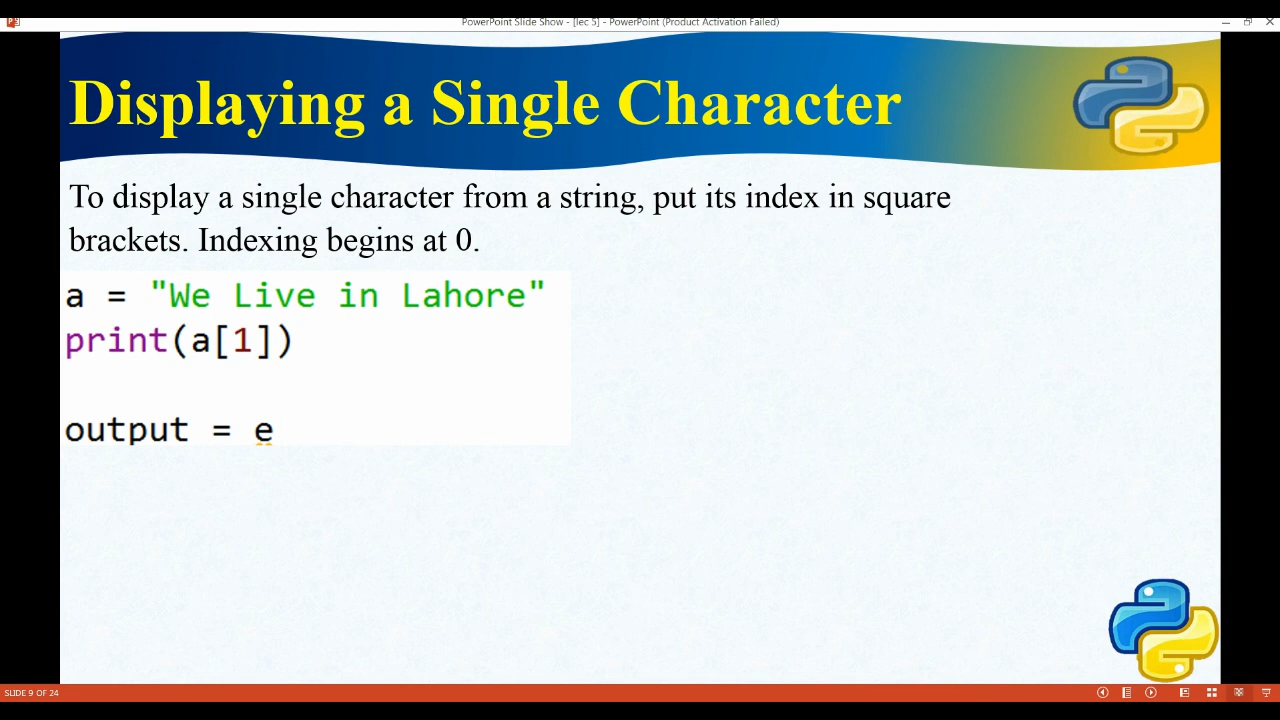 PowerPoint Slide Show - [lec 5] - PowerPoint (Product Activation Failed)
Displaying a Single Character
To display a single character from a string, put its index in square
brackets. Indexing begins at 0.
a = "We Live in Lahore"
print(a[1])
output = e
SLIDE 9 OF 24